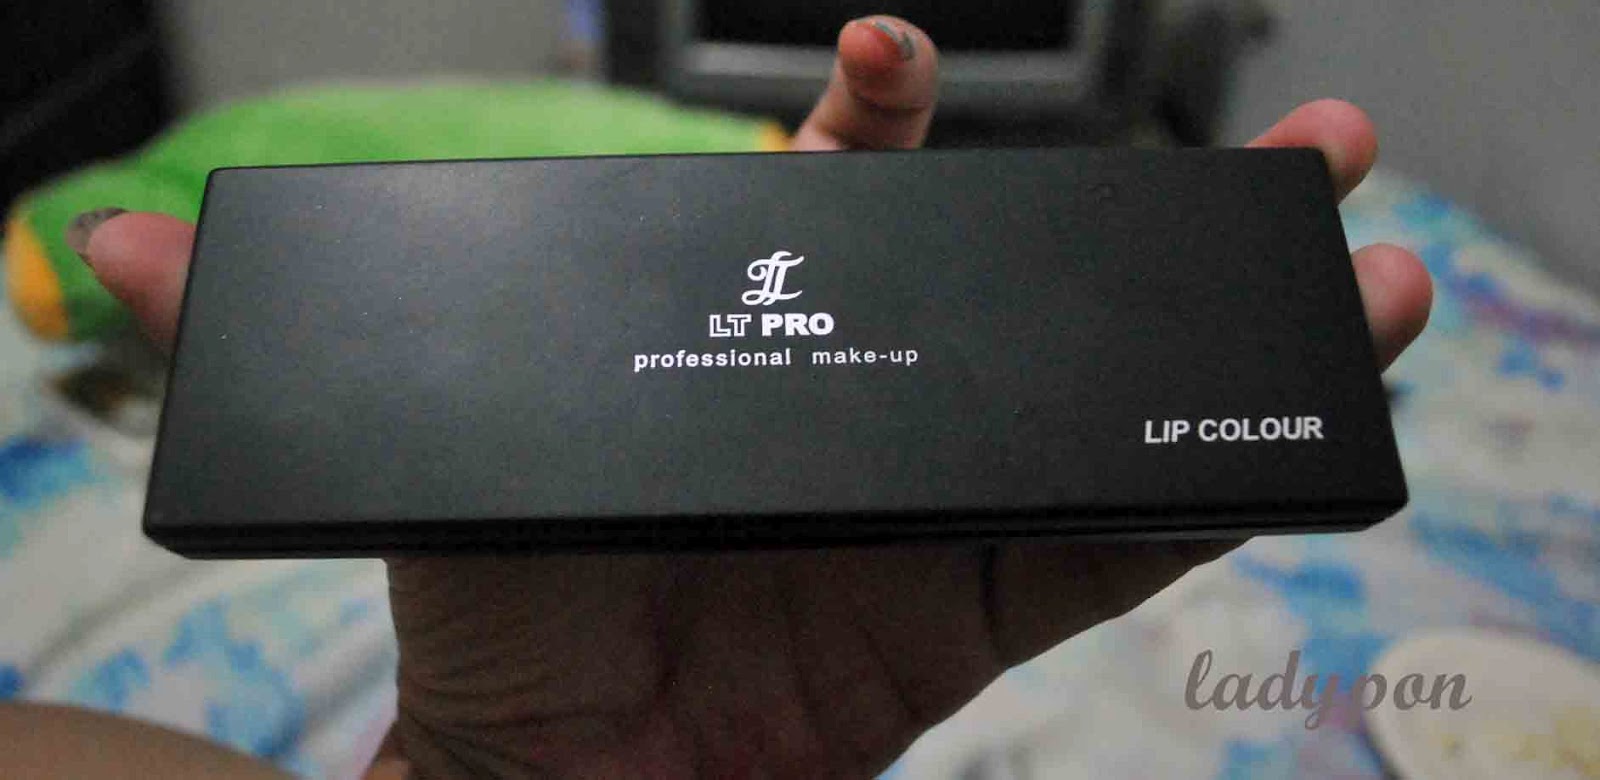 LT PRO
professional make-up
LIP COLOUR
ladypon